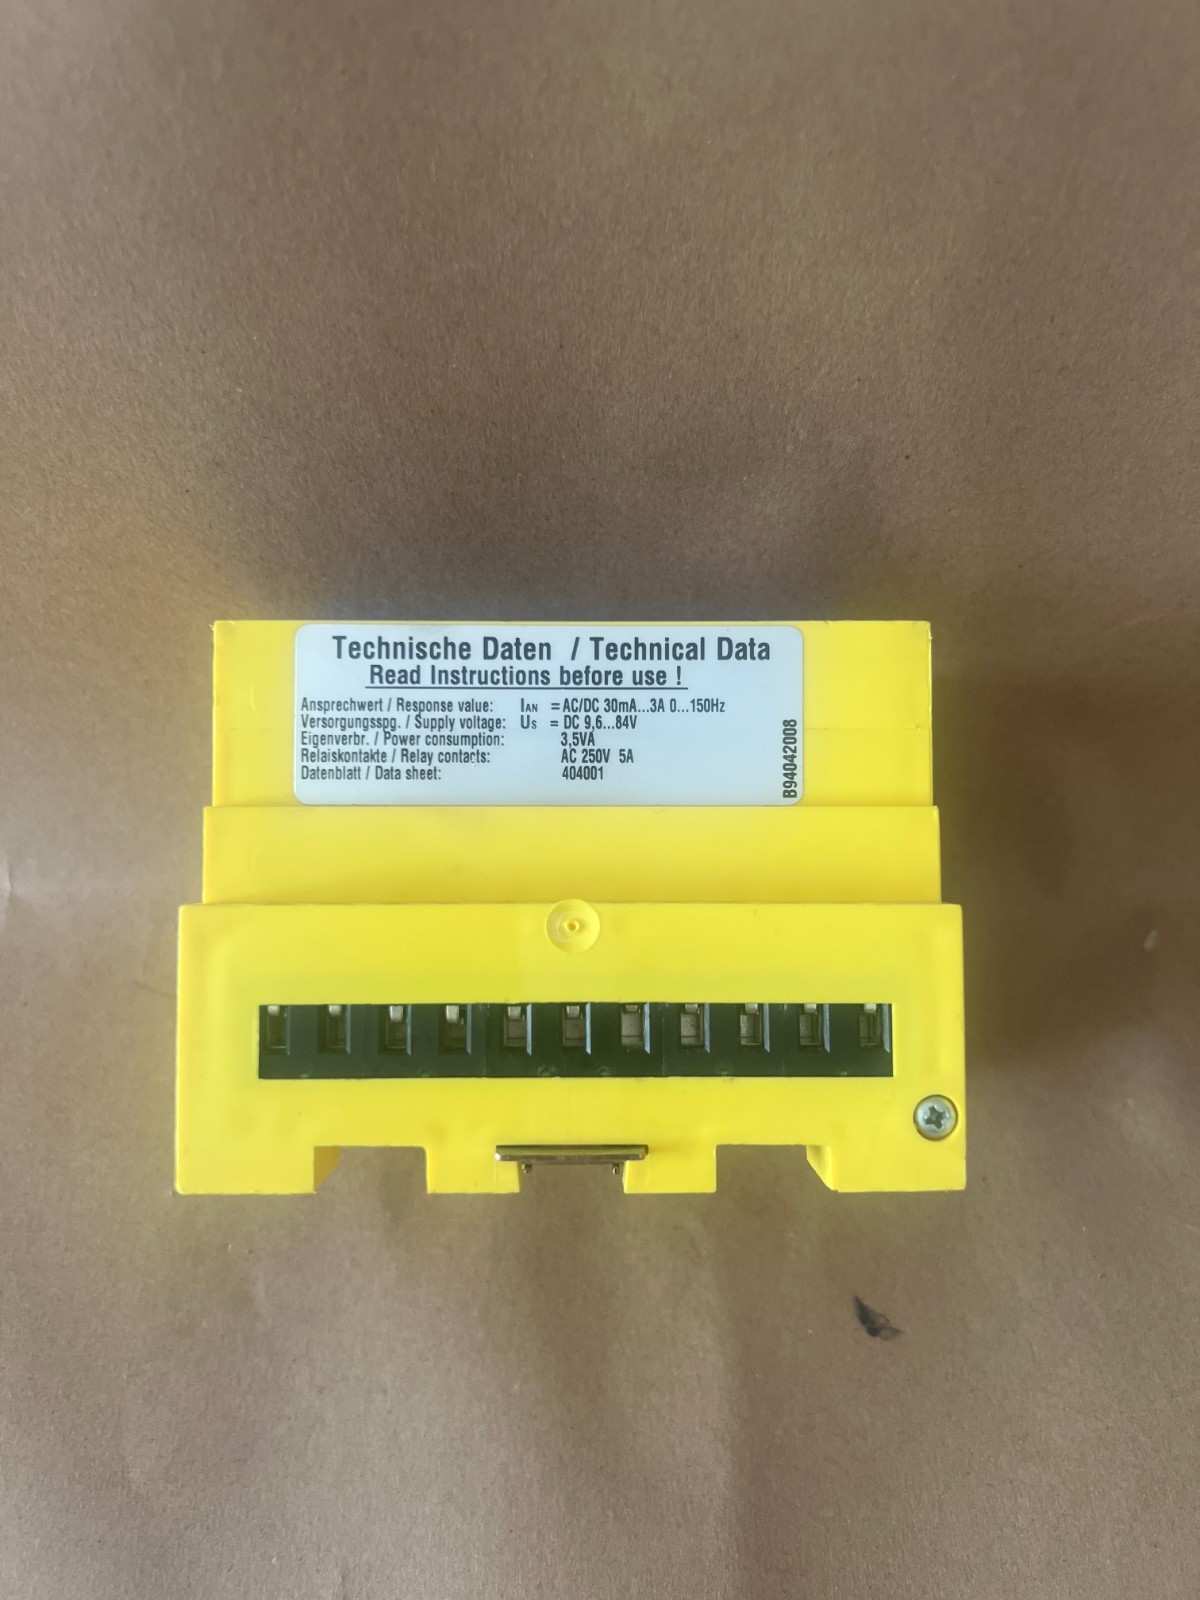 Technische Daten / Technical Data
Read Instructions before use !
Ansprechwert / Response value: IAN = AC/DC 30mA...3A 0...150Hz
Versorgungsspg. / Supply voltage: US = DC 9,6...84V
Eigenverbr. / Power consumption: 3,5VA
Relaiskontakte / Relay contacts: AC 250V 5A
Datenblatt / Data sheet: 404001
B94042008